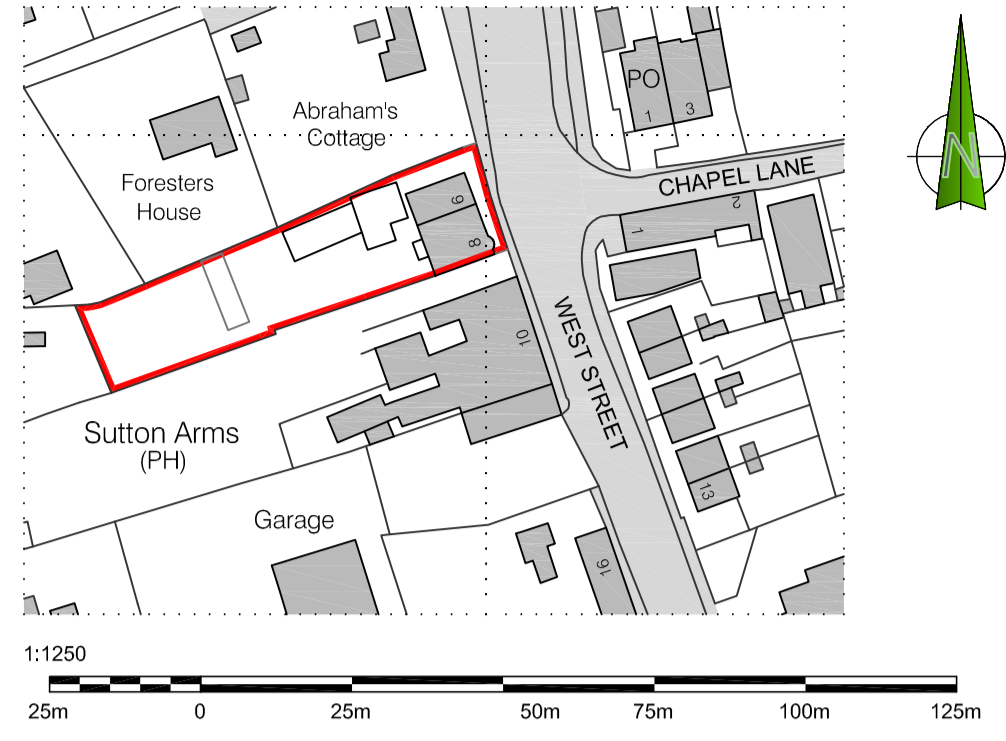 PO
1
3
Abraham's
Cottage
N
CHAPEL LANE
Foresters
House
2
1
6
8
WEST STREET
10
Sutton Arms
(PH)
13
Garage
16
1:1250
25m 0 25m 50m 75m 100m 125m